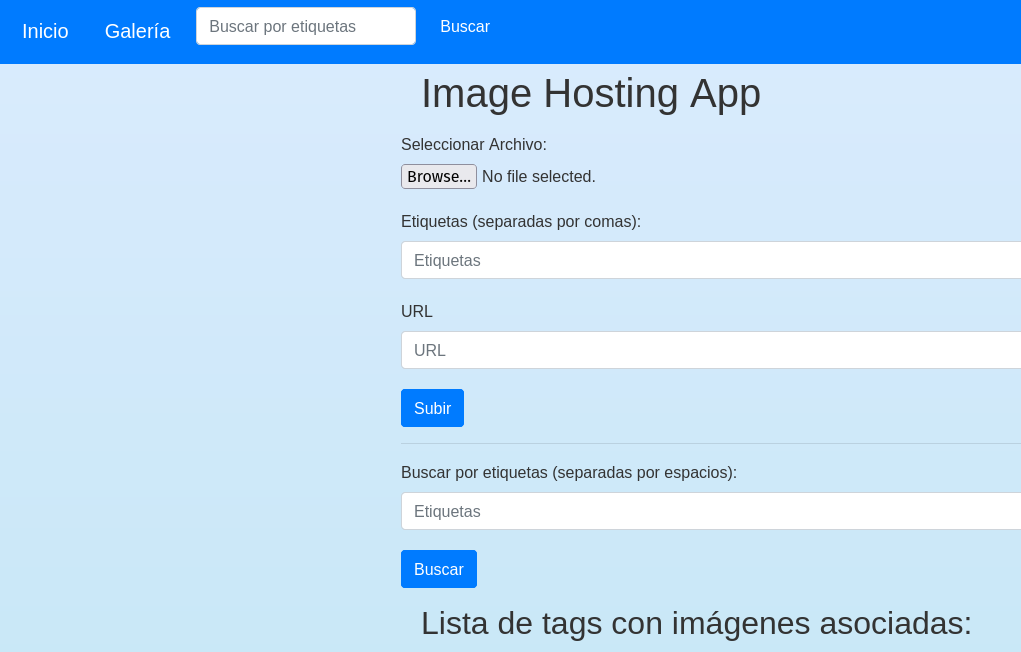 Inicio Galería Buscar por etiquetas Buscar
Image Hosting App
Seleccionar Archivo:
Browse... No file selected.
Etiquetas (separadas por comas):
Etiquetas
URL
URL
Subir
Buscar por etiquetas (separadas por espacios):
Etiquetas
Buscar
Lista de tags con imágenes asociadas: